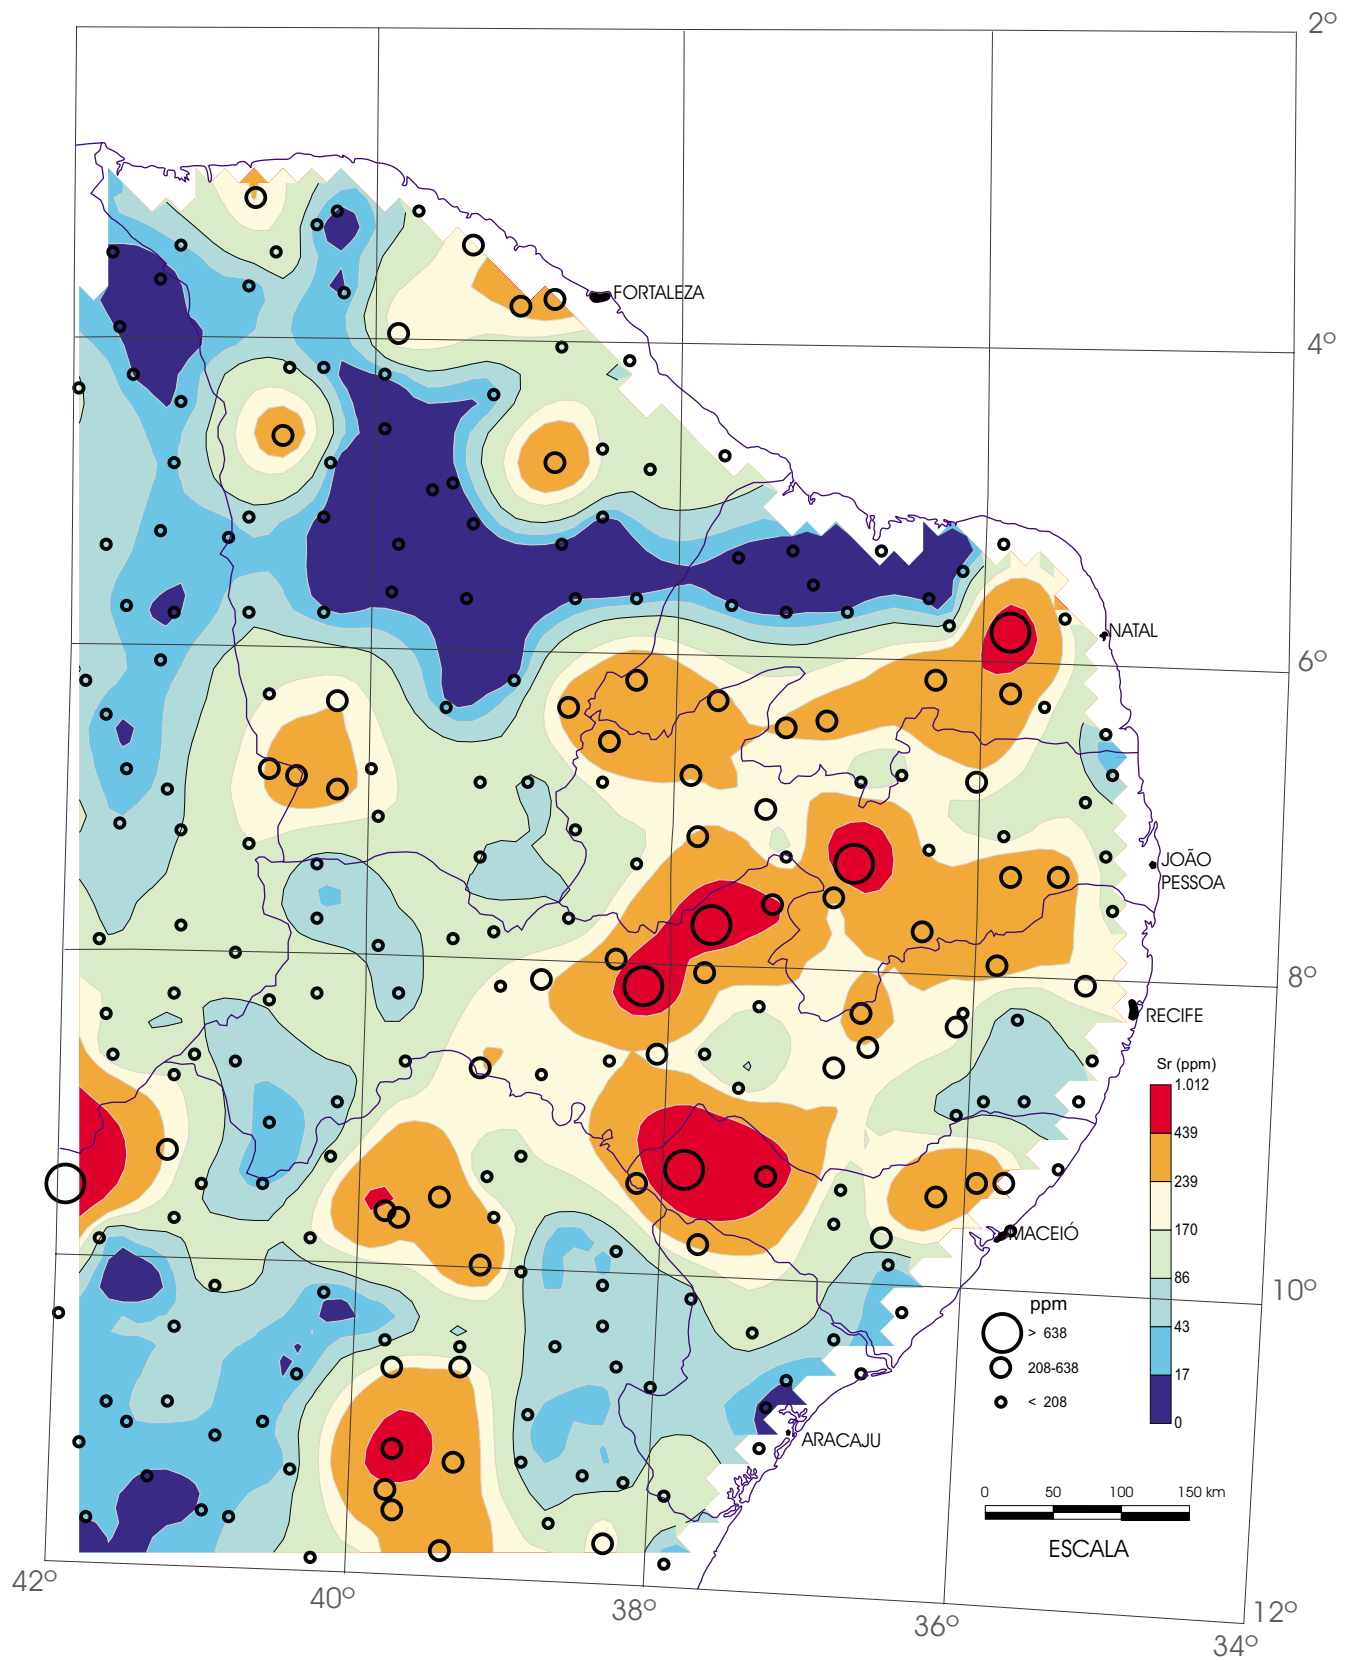 2º
FORTALEZA
4º
NATAL
6º
JOÃO
PESSOA
8º
RECIFE
Sr (ppm)
1.012
439
239
170
86
43
17
0
MACEIÓ
10º
ppm
> 638
208-638
< 208
ARACAJU
0 50 100 150 km
ESCALA
42º
40º
38º
36º
12º
34º